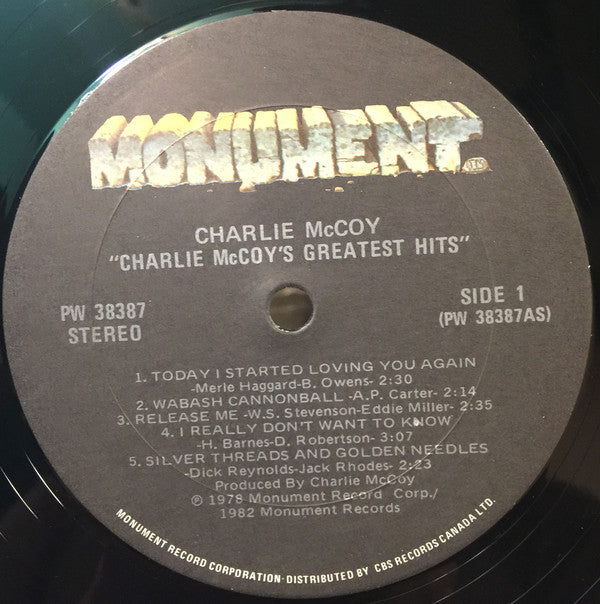 MONUMENT
CHARLIE McCOY
"CHARLIE McCOY'S GREATEST HITS"
PW 38387
STEREO
SIDE 1
(PW 38387AS)
1. TODAY I STARTED LOVING YOU AGAIN
-Merle Haggard-B. Owens- 2:30
2. WABASH CANNONBALL -A.P. Carter- 2:14
3. RELEASE ME -W.S. Stevenson-Eddie Miller- 2:35
4. I REALLY DON'T WANT TO KNOW
-H. Barnes-D. Robertson- 3:07
5. SILVER THREADS AND GOLDEN NEEDLES
-Dick Reynolds-Jack Rhodes- 2:23
Produced By Charlie McCoy
℗ 1978 Monument Record Corp./
1982 Monument Records
MONUMENT RECORD CORPORATION-DISTRIBUTED BY CBS RECORDS CANADA LTD.